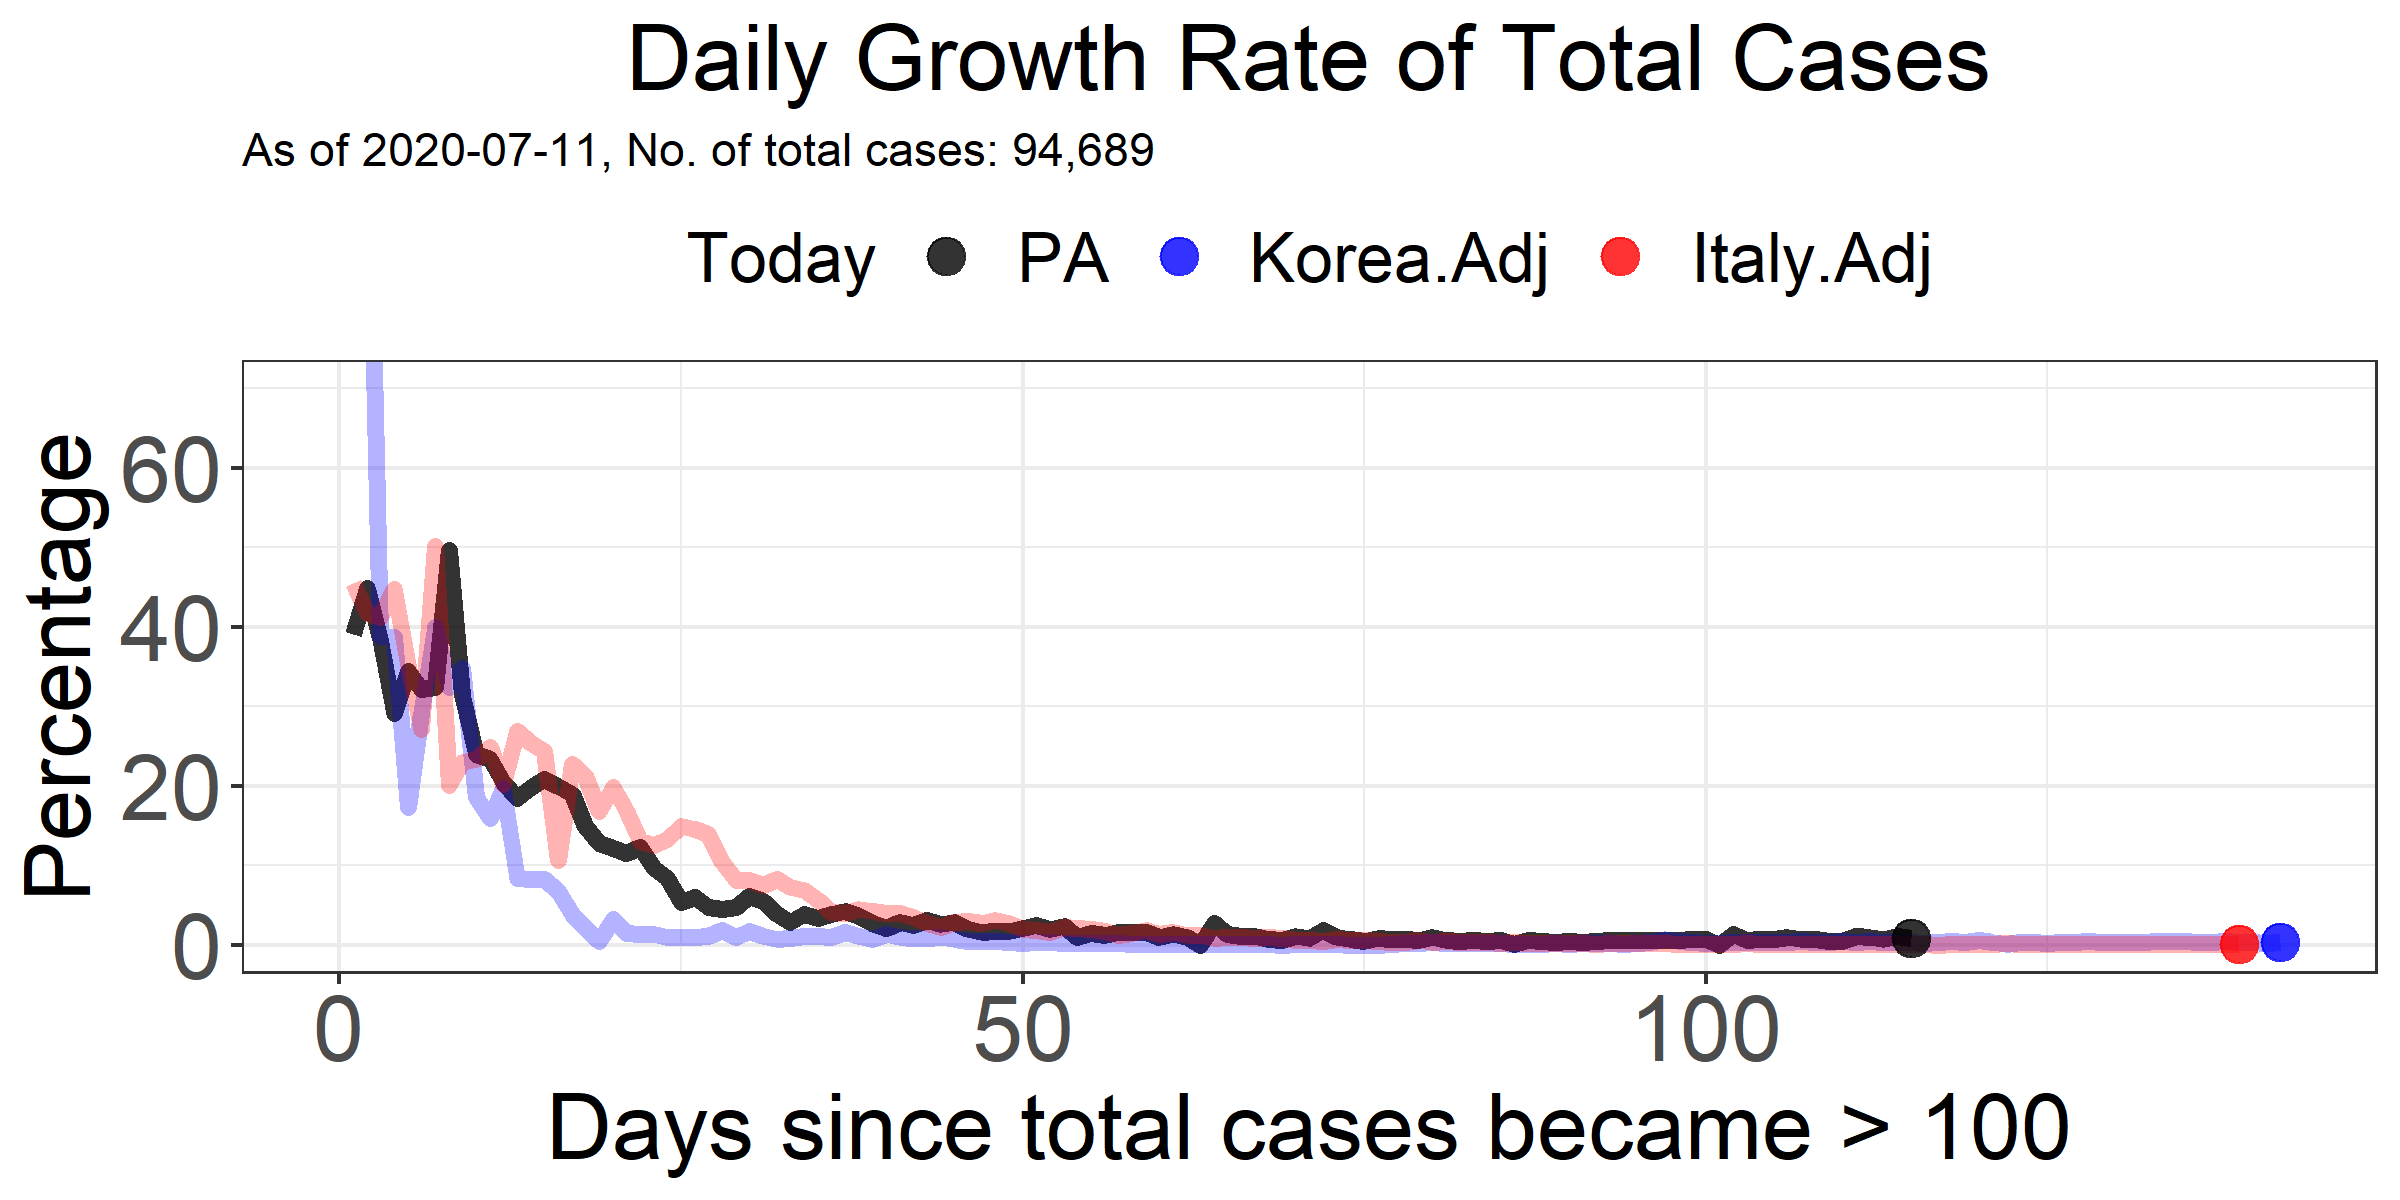 Daily Growth Rate of Total Cases
As of 2020-07-11, No. of total cases: 94,689
Today PA Korea.Adj Italy.Adj
Percentage
60
40
20
0
0 50 100
Days since total cases became > 100